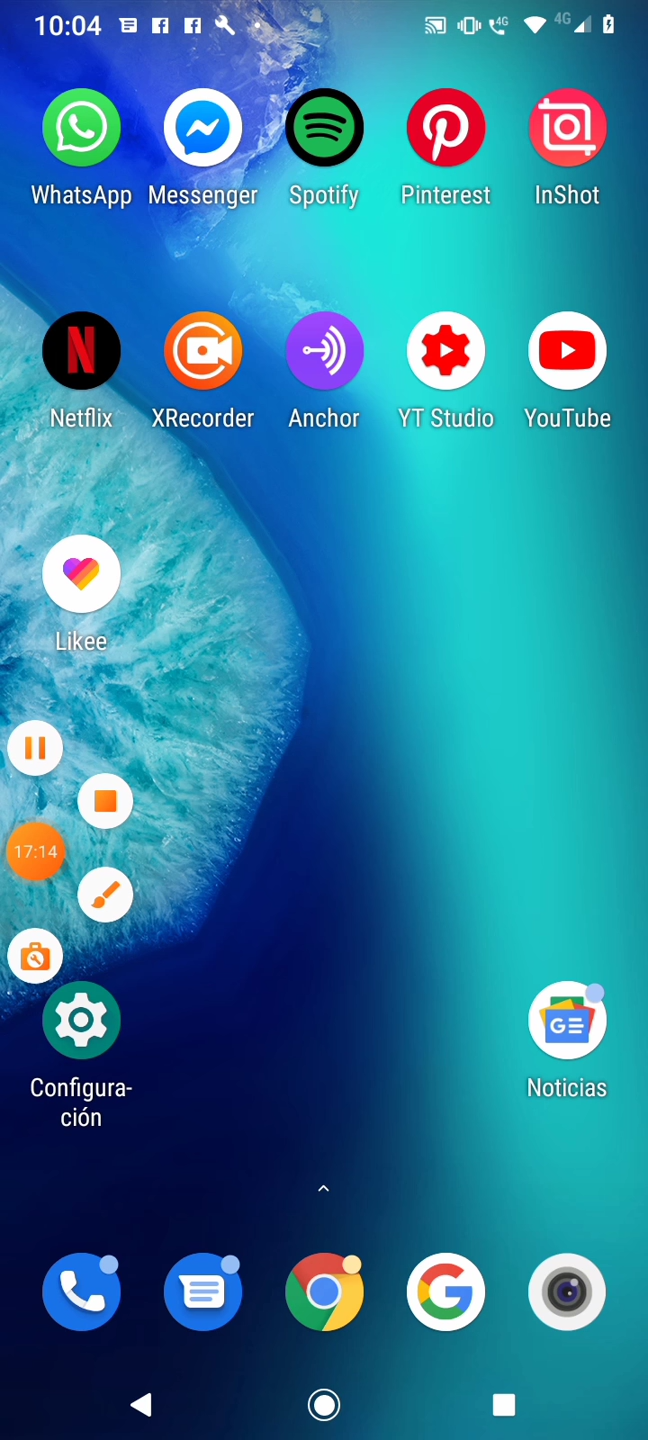 10:04 4G 4G
WhatsApp Messenger Spotify Pinterest InShot
Netflix XRecorder Anchor YT Studio YouTube
Likee
17:14
Configura-
ción
Noticias